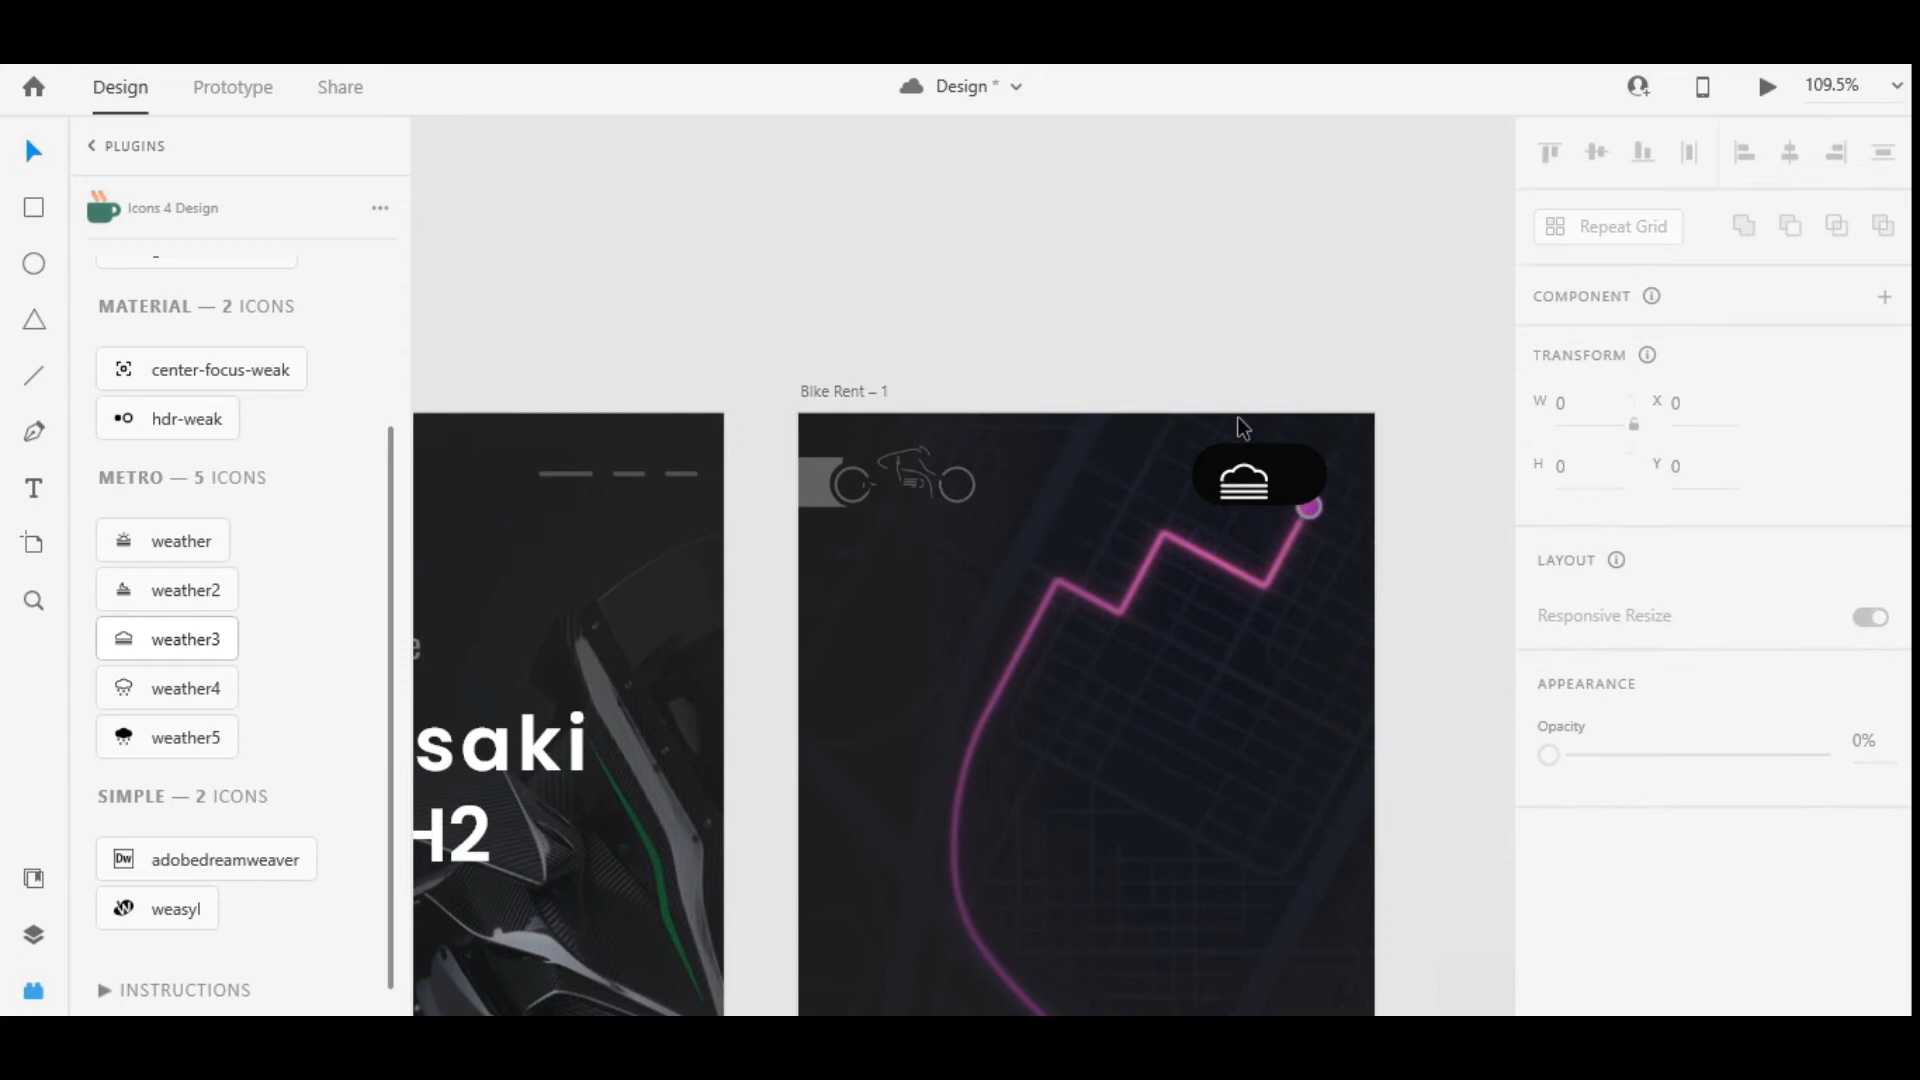 Design
Prototype
Share
Design *
109.5%
PLUGINS
Icons 4 Design
MATERIAL — 2 ICONS
center-focus-weak
hdr-weak
METRO — 5 ICONS
weather
weather2
weather3
weather4
weather5
SIMPLE — 2 ICONS
Dw adobedreamweaver
weasyl
INSTRUCTIONS
e
saki
H2
Bike Rent – 1
Repeat Grid
COMPONENT
TRANSFORM
W 0
X 0
H 0
Y 0
LAYOUT
Responsive Resize
APPEARANCE
Opacity
0%